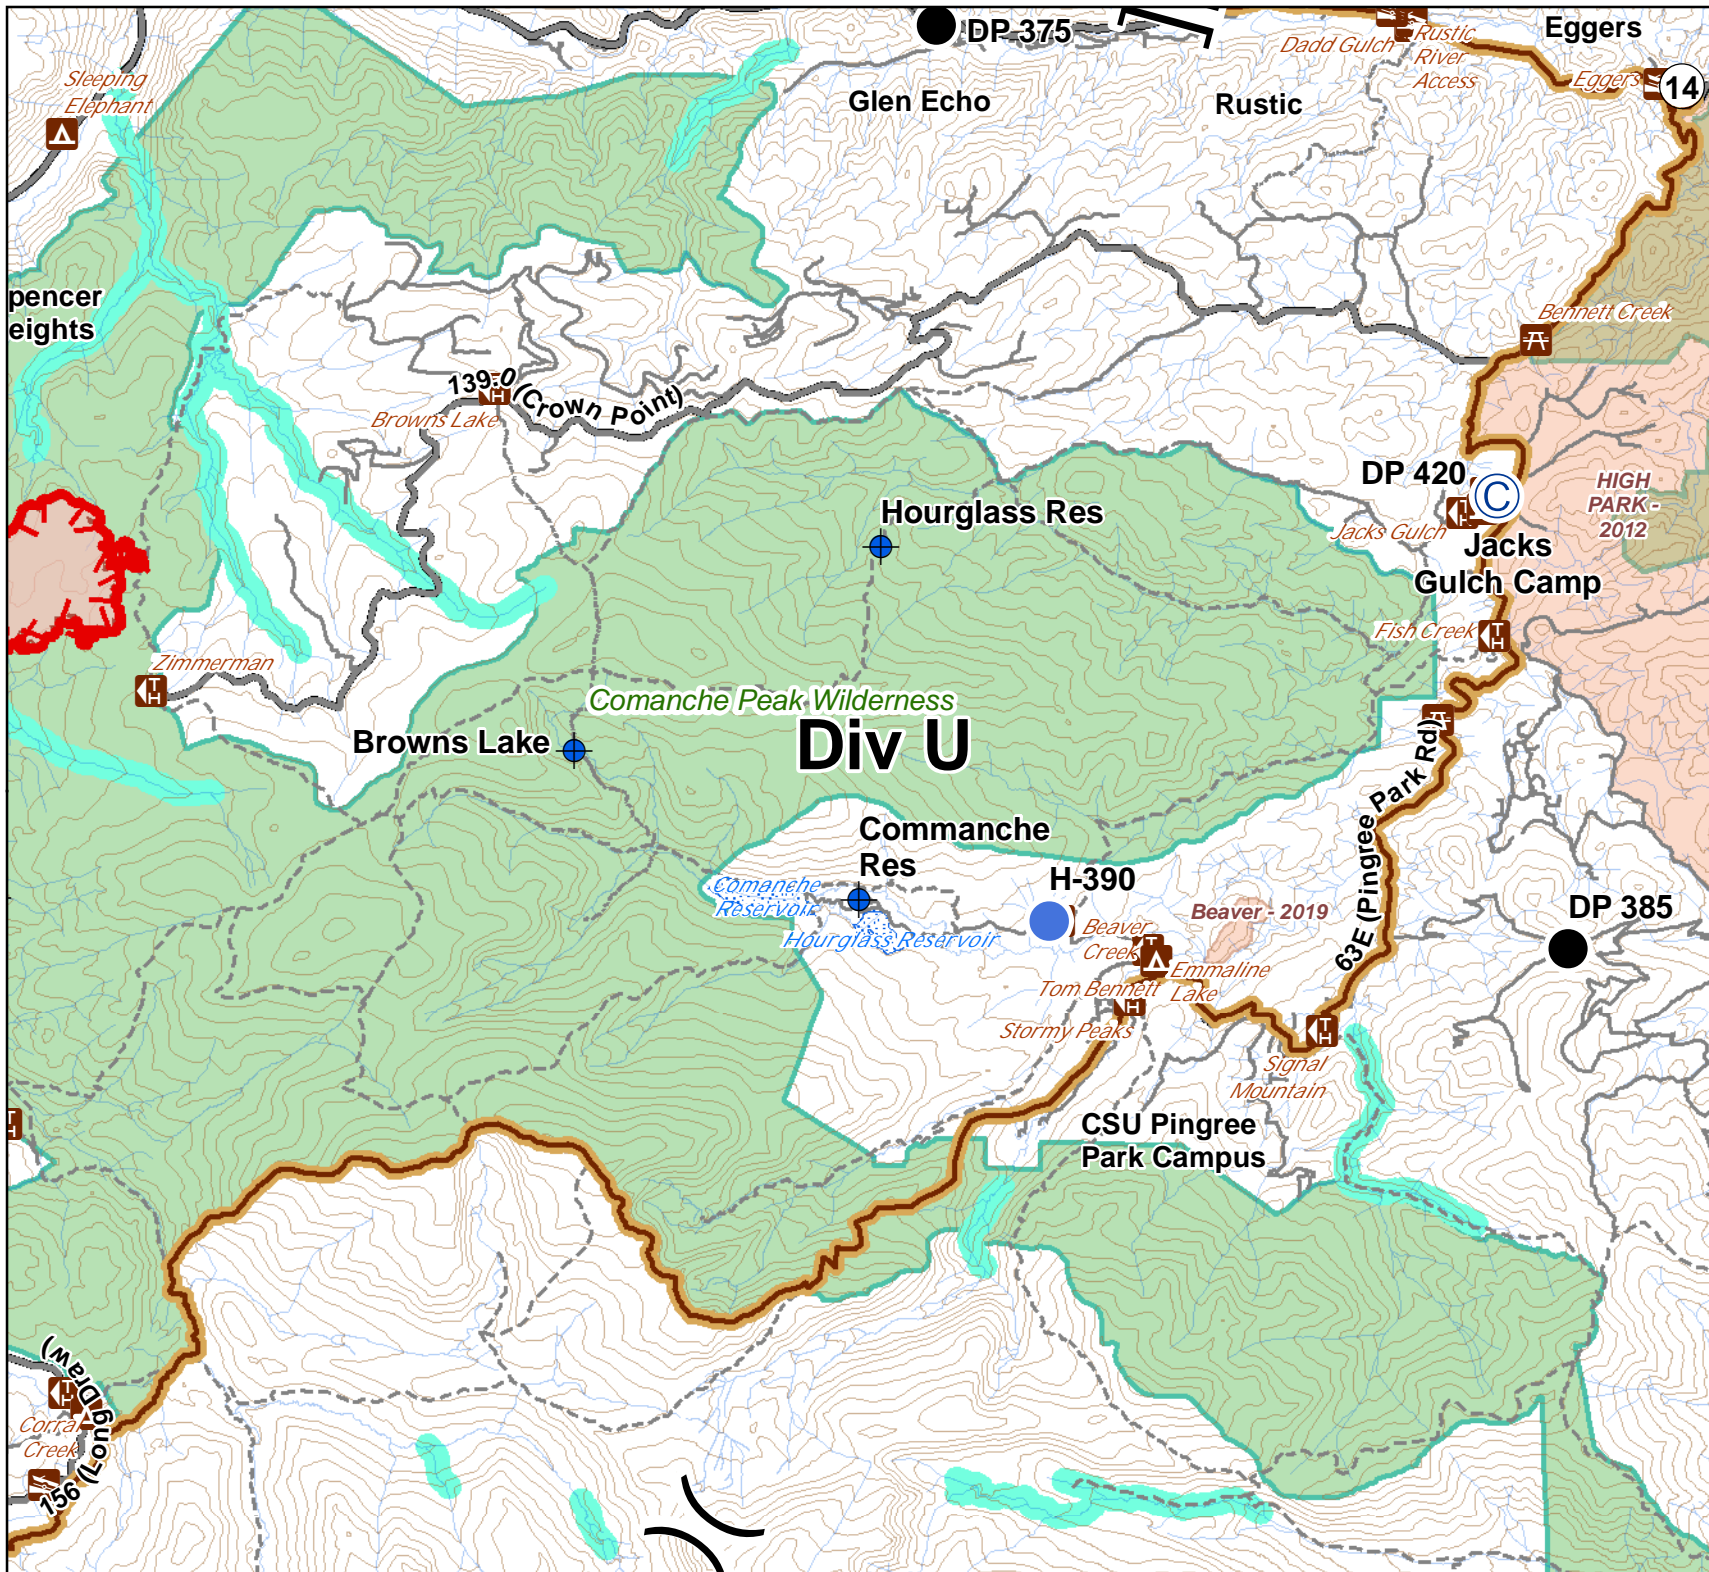 DP 375
Eggers
Dadd Gulch
Rustic
River
Access
Eggers
14
Sleeping
Elephant
Glen Echo
Rustic
pencer
eights
Bennett Creek
139.0 (Crown Point)
Browns Lake
DP 420
C
HIGH
PARK -
2012
Hourglass Res
Jacks Gulch
Jacks
Gulch Camp
Fish Creek
TH
Zimmerman
TH
Comanche Peak Wilderness
Div U
Browns Lake
63E (Pingree Park Rd)
Commanche
Res
Comanche
Reservoir
Hourglass Reservoir
H-390
Beaver
Creek
Beaver - 2019
DP 385
Emmaline
Lake
Tom Bennett
Stormy Peaks
TH
Signal
Mountain
CSU Pingree
Park Campus
TH
Corral
Creek
156 (Long Draw)